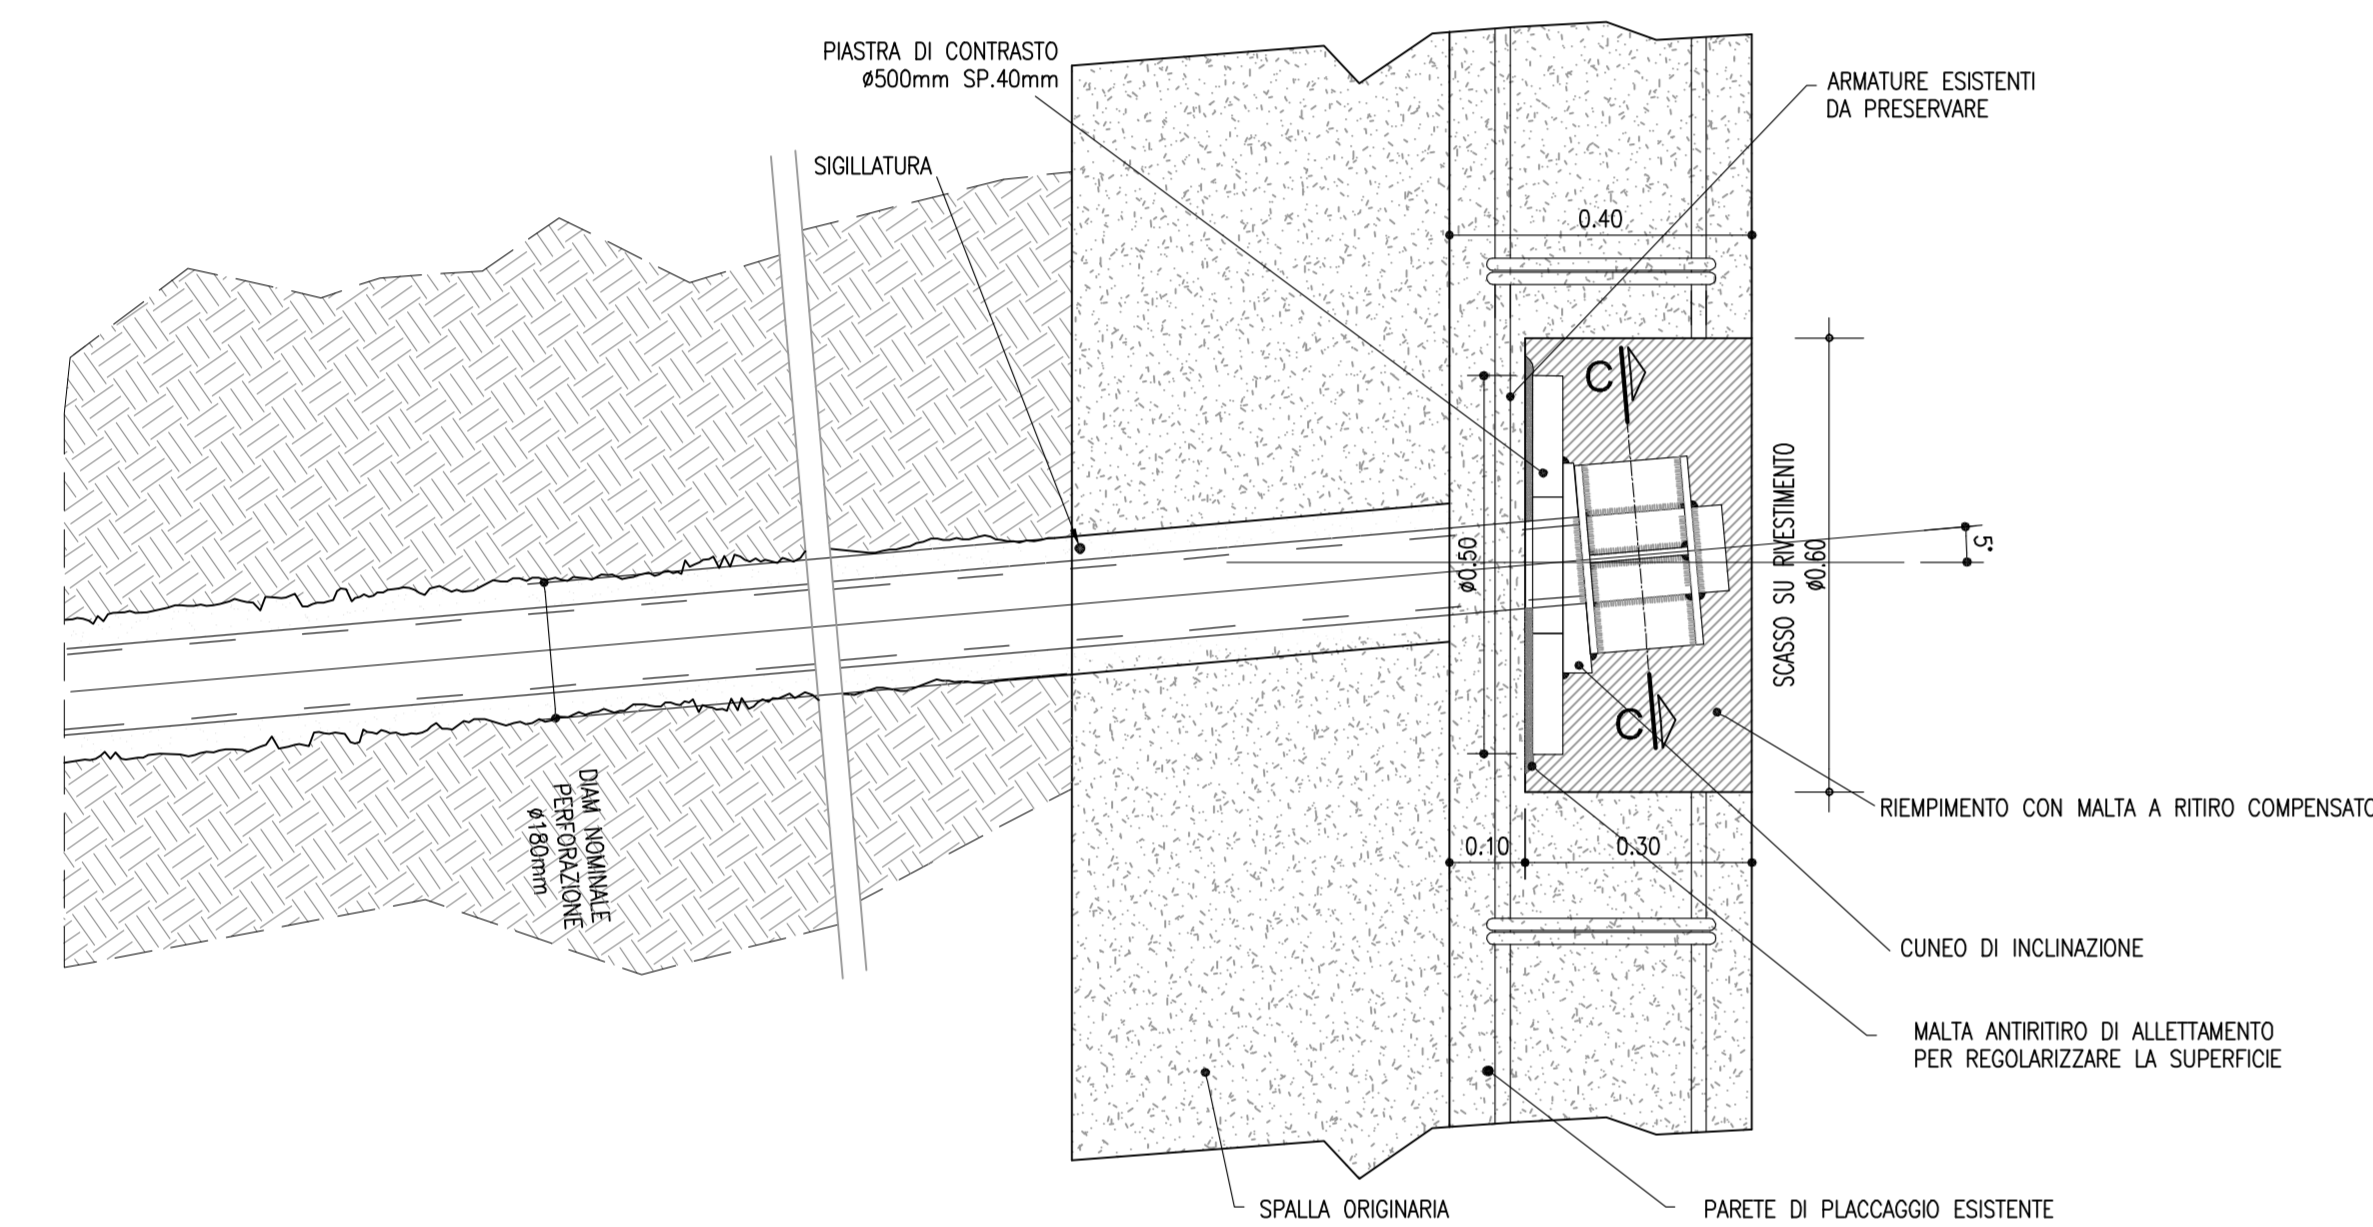 PIASTRA DI CONTRASTO
ø500mm SP.40mm
ARMATURE ESISTENTI
DA PRESERVARE
SIGILLATURA
0.40
C
SCASSO SU RIVESTIMENTO
ø0.60
ø0.50
5°
C
DIAM NOMINALE
PERFORAZIONE
ø180mm
RIEMPIMENTO CON MALTA A RITIRO COMPENSATO
0.10
0.30
CUNEO DI INCLINAZIONE
MALTA ANTIRITIRO DI ALLETTAMENTO
PER REGOLARIZZARE LA SUPERFICIE
SPALLA ORIGINARIA
PARETE DI PLACCAGGIO ESISTENTE